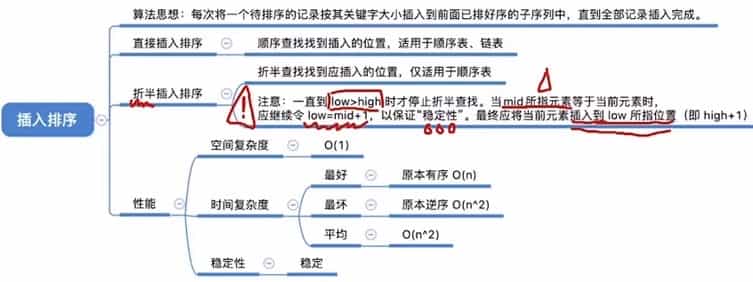 算法思想：每次将一个待排序的记录按其关键字大小插入到前面已排好序的子序列中，直到全部记录插入完成。
直接插入排序
顺序查找找到插入的位置，适用于顺序表、链表
折半插入排序
折半查找找到应插入的位置，仅适用于顺序表
注意：一直到 low>high 时才停止折半查找。当 mid 所指元素等于当前元素时，
应继续令 low=mid+1，以保证“稳定性”。最终应将当前元素插入到 low 所指位置（即 high+1）
插入排序
性能
空间复杂度
O(1)
时间复杂度
最好
原本有序 O(n)
最坏
原本逆序 O(n^2)
平均
O(n^2)
稳定性
稳定